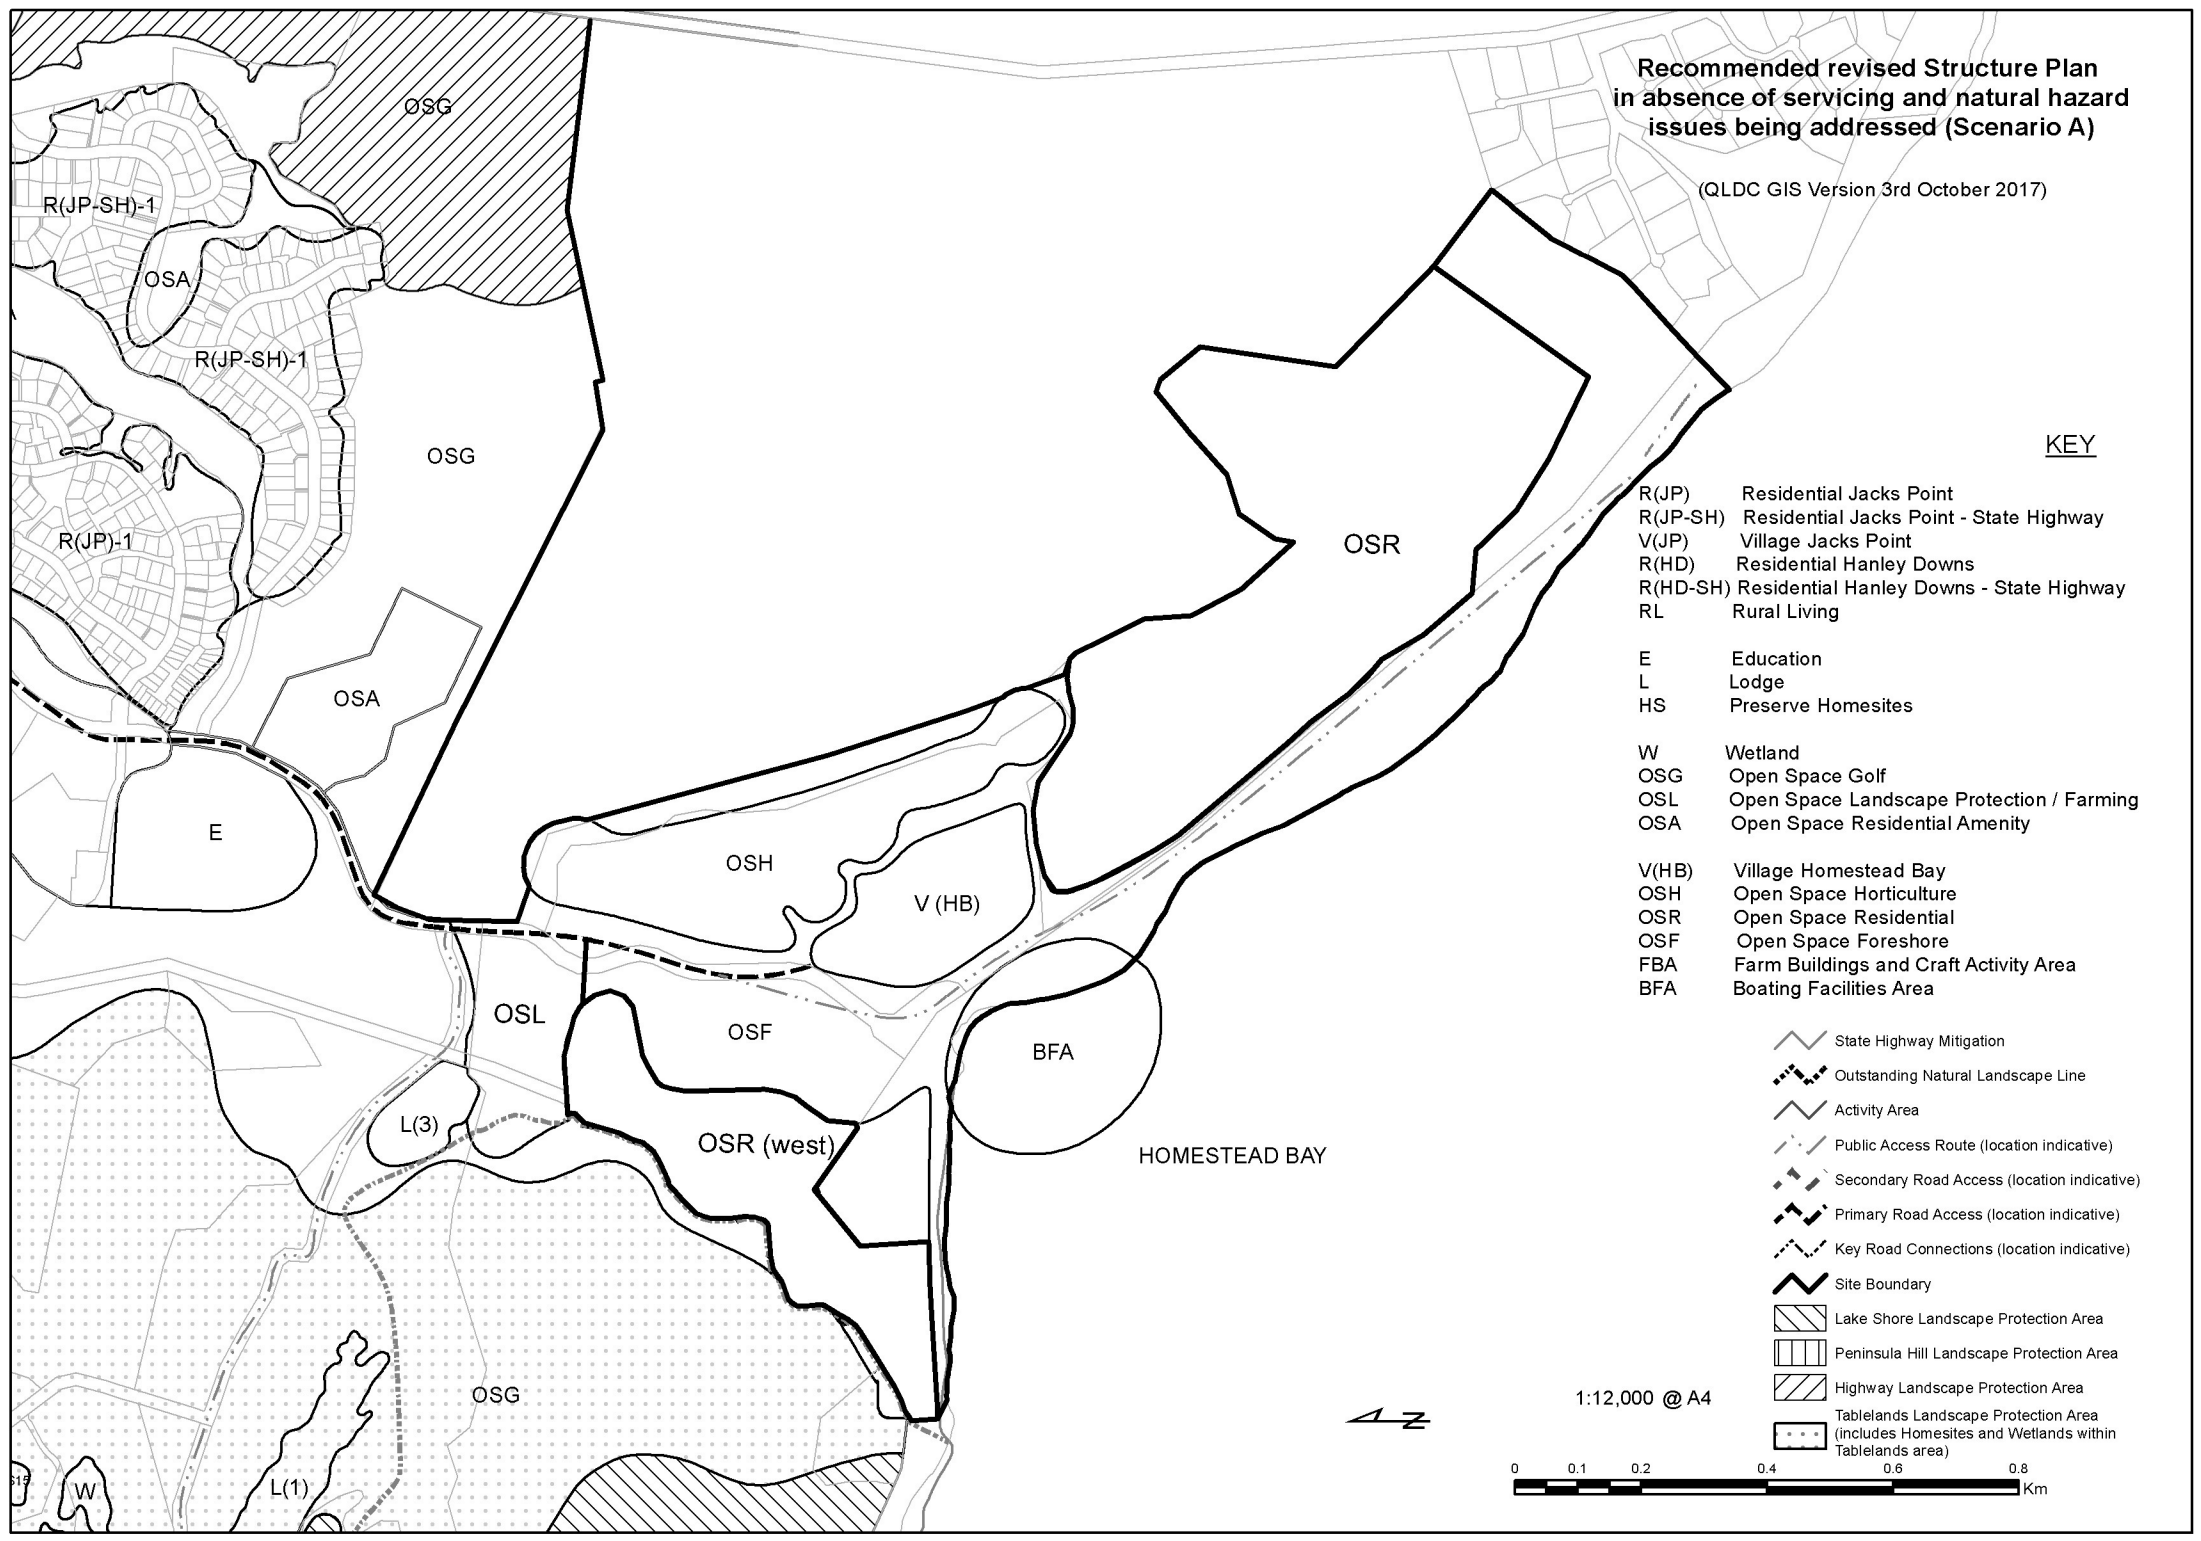 Recommended revised Structure Plan
in absence of servicing and natural hazard
issues being addressed (Scenario A)
(QLDC GIS Version 3rd October 2017)
OSG
R(JP-SH)-1
OSA
R(JP-SH)-1
OSG
R(JP)-1
OSR
OSA
E
OSH
V (HB)
OSL
OSF
BFA
L(3)
OSR (west)
HOMESTEAD BAY
OSG
L(1)
W
KEY
R(JP) Residential Jacks Point
R(JP-SH) Residential Jacks Point - State Highway
V(JP) Village Jacks Point
R(HD) Residential Hanley Downs
R(HD-SH) Residential Hanley Downs - State Highway
RL Rural Living
E Education
L Lodge
HS Preserve Homesites
W Wetland
OSG Open Space Golf
OSL Open Space Landscape Protection / Farming
OSA Open Space Residential Amenity
V(HB) Village Homestead Bay
OSH Open Space Horticulture
OSR Open Space Residential
OSF Open Space Foreshore
FBA Farm Buildings and Craft Activity Area
BFA Boating Facilities Area
State Highway Mitigation
Outstanding Natural Landscape Line
Activity Area
Public Access Route (location indicative)
Secondary Road Access (location indicative)
Primary Road Access (location indicative)
Key Road Connections (location indicative)
Site Boundary
Lake Shore Landscape Protection Area
Peninsula Hill Landscape Protection Area
Highway Landscape Protection Area
Tablelands Landscape Protection Area
(includes Homesites and Wetlands within
Tablelands area)
1:12,000 @ A4
N
0 0.1 0.2 0.4 0.6 0.8
Km